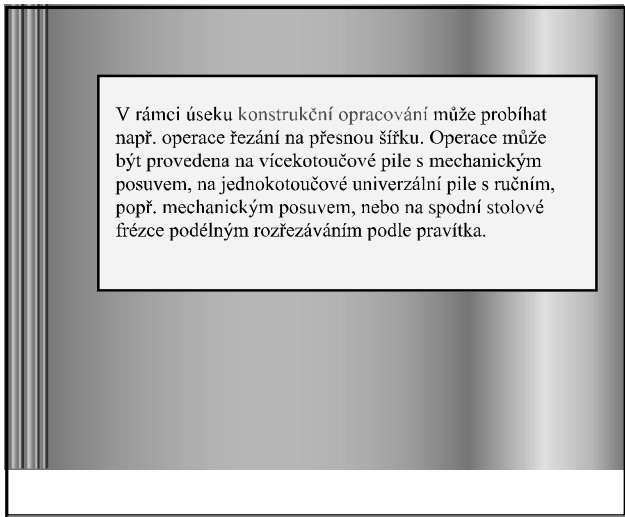 V rámci úseku konstrukční opracování může probíhat
např. operace řezání na přesnou šířku. Operace může
být provedena na vícekotoučové pile s mechanickým
posuvem, na jednokotoučové univerzální pile s ručním,
popř. mechanickým posuvem, nebo na spodní stolové
frézce podélným rozřezáváním podle pravítka.